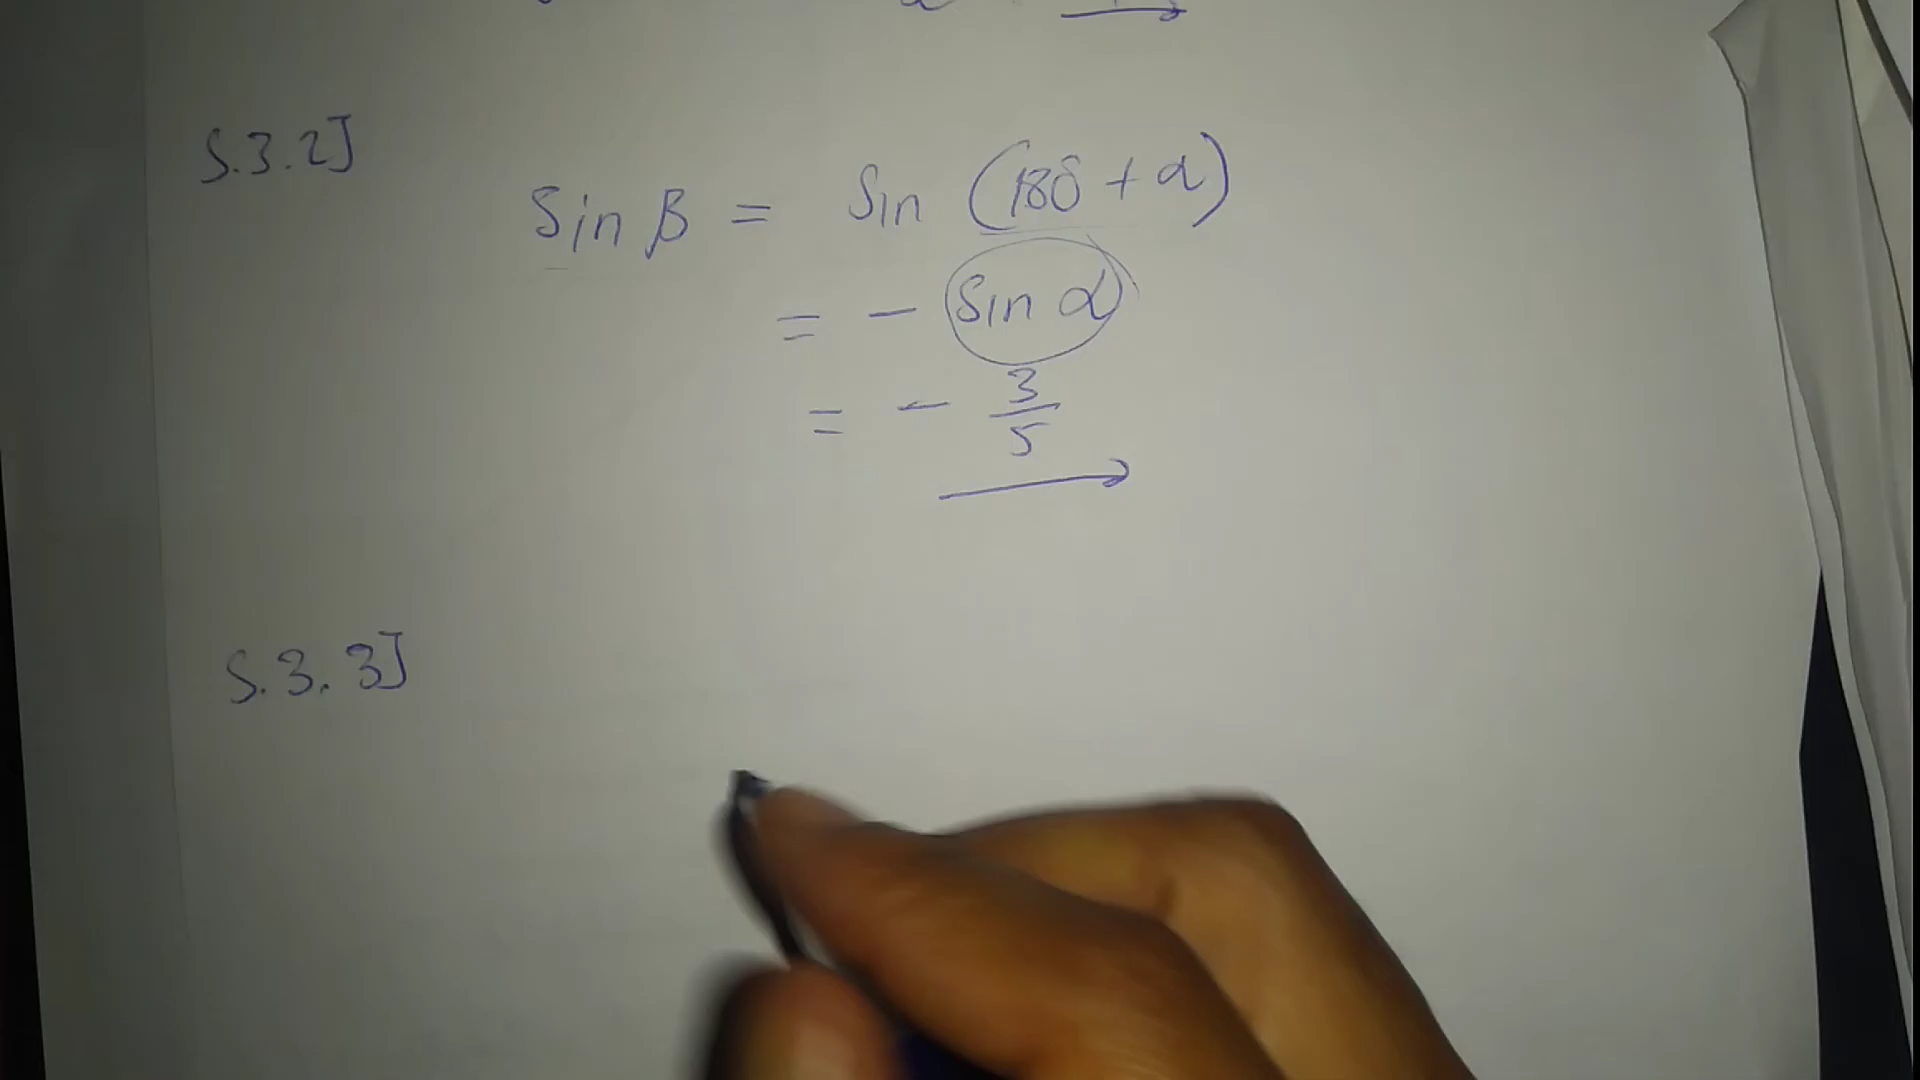 5.3.2]
Sin β = Sin (180 + α)
= - Sin α
= - 3/5
5.3.3]